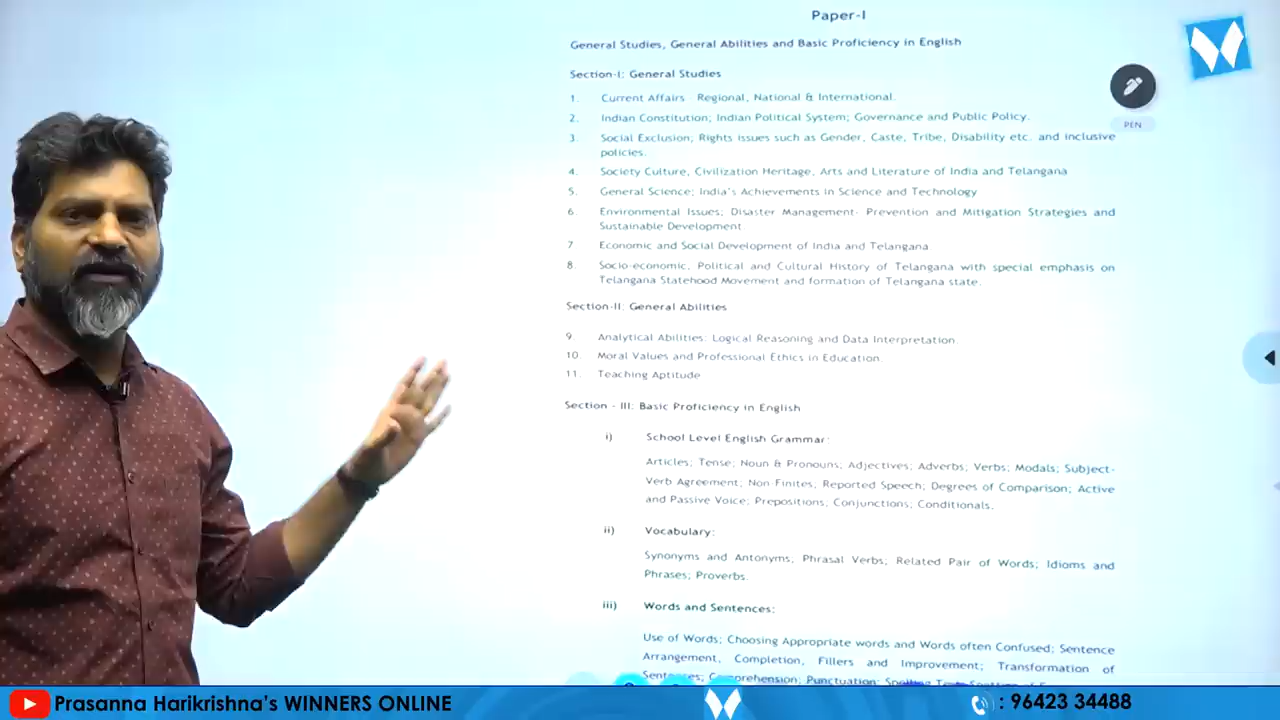 Paper-I
General Studies, General Abilities and Basic Proficiency in English
Section-I: General Studies
1. Current Affairs - Regional, National & International.
2. Indian Constitution; Indian Political System; Governance and Public Policy.
3. Social Exclusion; Rights issues such as Gender, Caste, Tribe, Disability etc. and inclusive
policies.
4. Society Culture, Civilization Heritage, Arts and Literature of India and Telangana
5. General Science; India's Achievements in Science and Technology
6. Environmental Issues; Disaster Management- Prevention and Mitigation Strategies and
Sustainable Development
7 Economic and Social Development of India and Telangana
8. Socio-economic, Political and Cultural History of Telangana with special emphasis on
Telangana Statehood Movement and formation of Telangana state.
Section-II: General Abilities
9 Analytical Abilities: Logical Reasoning and Data Interpretation.
10. Moral Values and Professional Ethics in Education.
11. Teaching Aptitude
Section - III: Basic Proficiency in English
i) School Level English Grammar:
Articles; Tense; Noun & Pronouns; Adjectives; Adverbs; Verbs; Modals; Subject-
Verb Agreement; Non-Finites, Reported Speech; Degrees of Comparison; Active
and Passive Voice; Prepositions, Conjunctions; Conditionals.
ii) Vocabulary:
Synonyms and Antonyms, Phrasal Verbs; Related Pair of Words; Idioms and
Phrases; Proverbs.
iii) Words and Sentences:
Use of Words; Choosing Appropriate words and Words often Confused; Sentence
Arrangement, Completion, Fillers and Improvement; Transformation of
Sentences; Comprehension; Punctuation; Spelling
PEN
Prasanna Harikrishna's WINNERS ONLINE
: 96423 34488